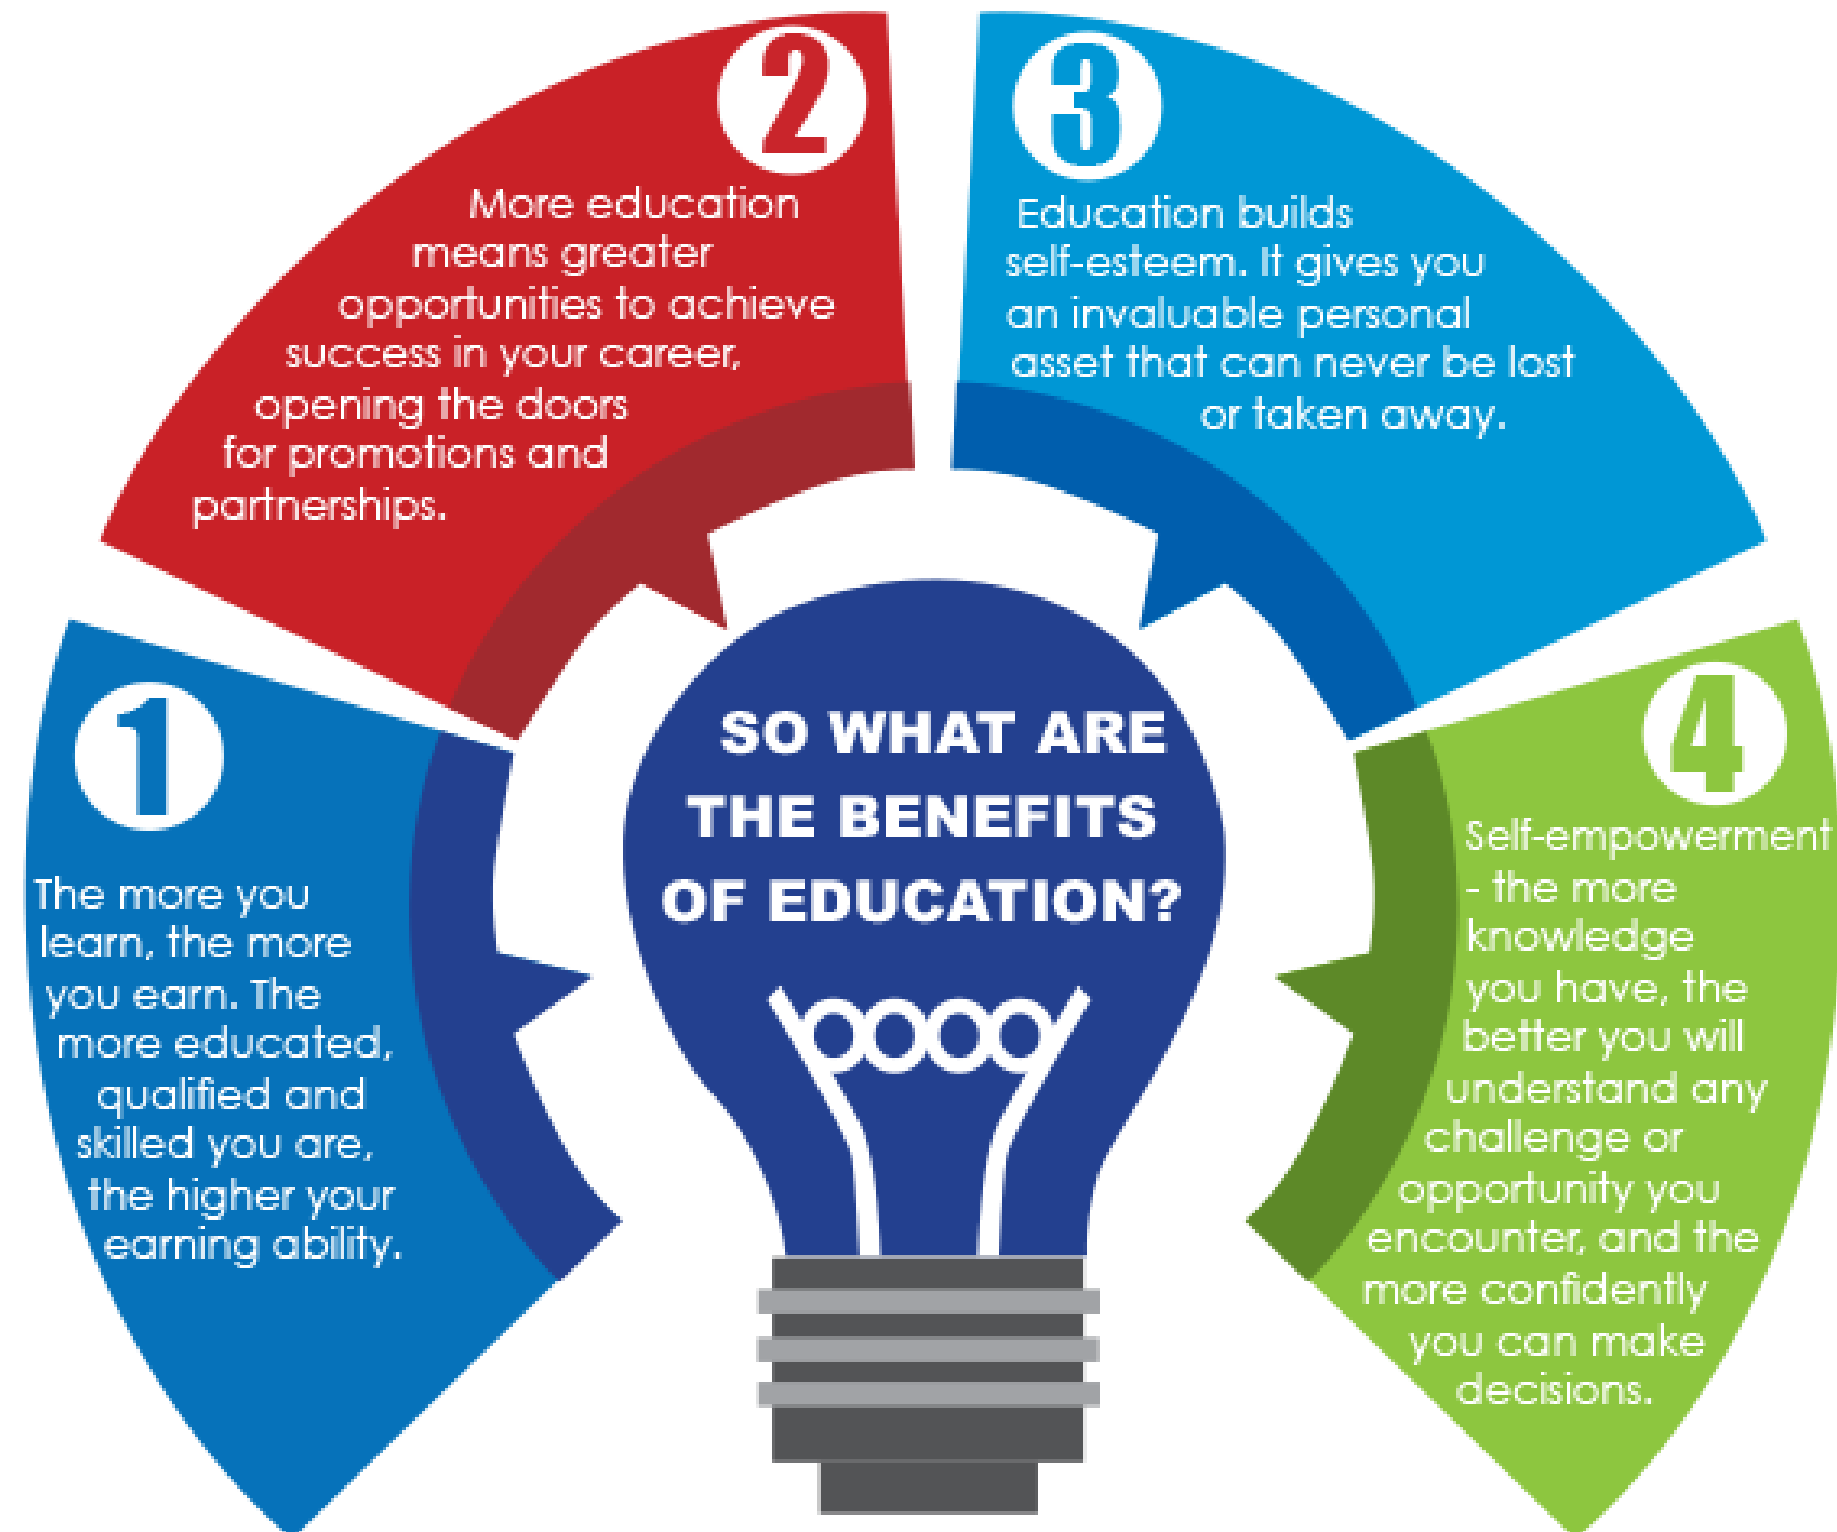 1
The more you
learn, the more
you earn. The
more educated,
qualified and
skilled you are,
the higher your
earning ability.
2
More education
means greater
opportunities to achieve
success in your career,
opening the doors
for promotions and
partnerships.
3
Education builds
self-esteem. It gives you
an invaluable personal
asset that can never be lost
or taken away.
4
Self-empowerment
- the more
knowledge
you have, the
better you will
understand any
challenge or
opportunity you
encounter, and the
more confidently
you can make
decisions.
SO WHAT ARE
THE BENEFITS
OF EDUCATION?